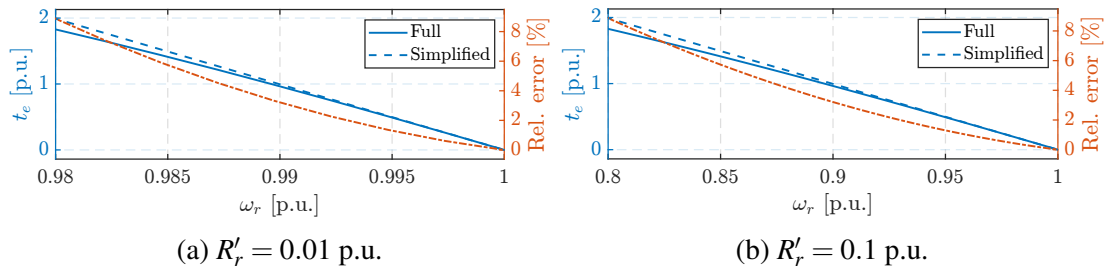 2
1
0
t_e [p.u.]
Full
Simplified
8
6
4
2
0
Rel. error [%]
0.98 0.985 0.99 0.995 1
ω_r [p.u.]
(a) R′_r = 0.01 p.u.
2
1
0
t_e [p.u.]
Full
Simplified
8
6
4
2
0
Rel. error [%]
0.8 0.85 0.9 0.95 1
ω_r [p.u.]
(b) R′_r = 0.1 p.u.